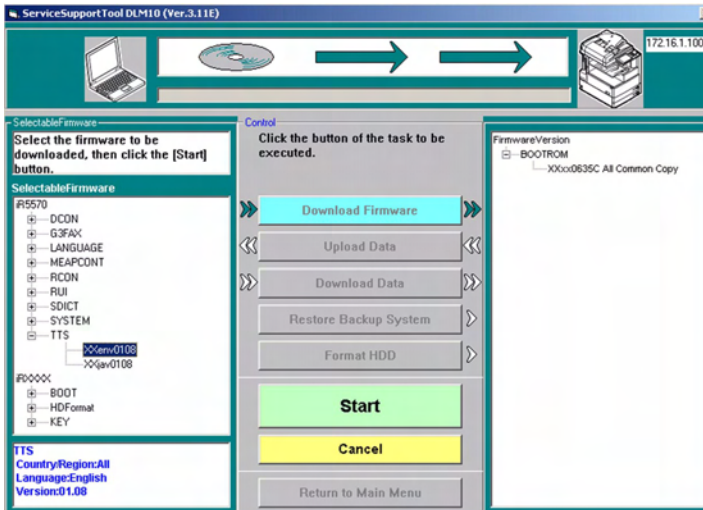 ServiceSupportTool DLM10 (Ver.3.11E)
172.16.1.100
SelectableFirmware
Select the firmware to be
downloaded, then click the [Start]
button.
SelectableFirmware
iR5570
DCON
G3FAX
LANGUAGE
MEAPCONT
RCON
RUI
SDICT
SYSTEM
TTS
XXenv0108
XXjav0108
iRXXXX
BOOT
HDFormat
KEY
TTS
Country/Region:All
Language:English
Version:01.08
Control
Click the button of the task to be
executed.
Download Firmware
Upload Data
Download Data
Restore Backup System
Format HDD
Start
Cancel
Return to Main Menu
FirmwareVersion
BOOTROM
XXxx0635C All Common Copy